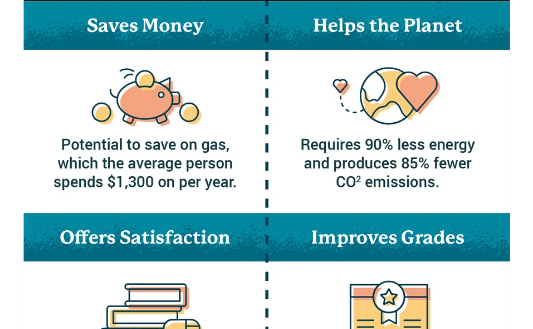 Saves Money
Helps the Planet
Potential to save on gas,
which the average person
spends $1,300 on per year.
Requires 90% less energy
and produces 85% fewer
CO² emissions.
Offers Satisfaction
Improves Grades